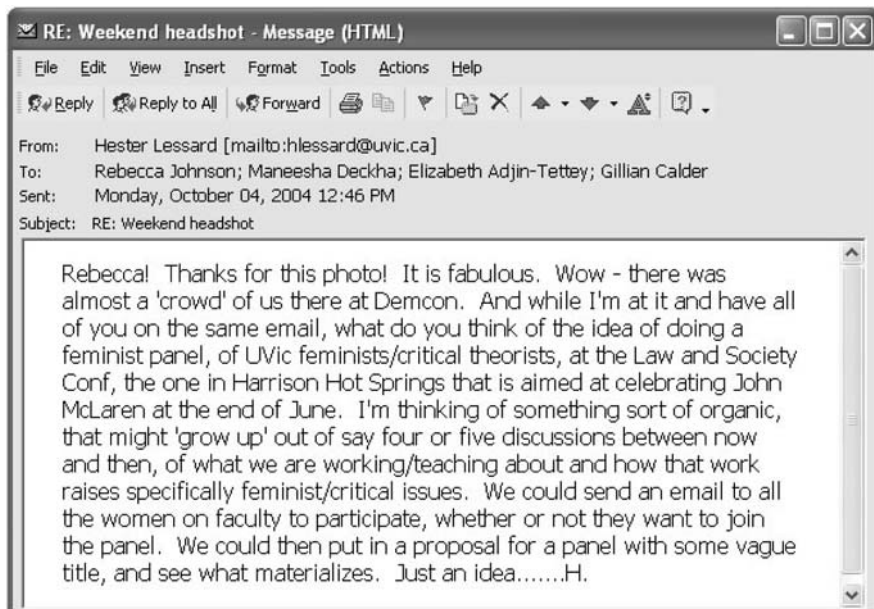 RE: Weekend headshot - Message (HTML)
File Edit View Insert Format Tools Actions Help
Reply Reply to All Forward
From: Hester Lessard [mailto:hlessard@uvic.ca]
To: Rebecca Johnson; Maneesha Deckha; Elizabeth Adjin-Tettey; Gillian Calder
Sent: Monday, October 04, 2004 12:46 PM
Subject: RE: Weekend headshot
Rebecca!  Thanks for this photo!  It is fabulous.  Wow - there was
almost a 'crowd' of us there at Demcon.  And while I'm at it and have all
of you on the same email, what do you think of the idea of doing a
feminist panel, of UVic feminists/critical theorists, at the Law and Society
Conf, the one in Harrison Hot Springs that is aimed at celebrating John
McLaren at the end of June.  I'm thinking of something sort of organic,
that might 'grow up' out of say four or five discussions between now
and then, of what we are working/teaching about and how that work
raises specifically feminist/critical issues.  We could send an email to all
the women on faculty to participate, whether or not they want to join
the panel.  We could then put in a proposal for a panel with some vague
title, and see what materializes.  Just an idea.......H.